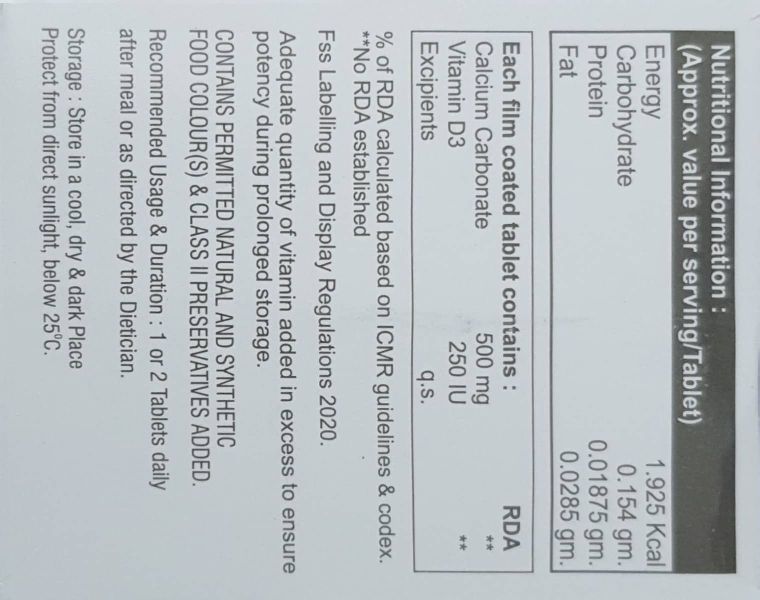 Nutritional Information :
(Approx. value per serving/Tablet)
Energy 1.925 Kcal
Carbohydrate 0.154 gm.
Protein 0.01875 gm.
Fat 0.0285 gm.
Each film coated tablet contains : RDA
Calcium Carbonate 500 mg **
Vitamin D3 250 IU **
Excipients q.s.
% of RDA calculated based on ICMR guidelines & codex.
**No RDA established
Fss Labelling and Display Regulations 2020.
Adequate quantity of vitamin added in excess to ensure
potency during prolonged storage.
CONTAINS PERMITTED NATURAL AND SYNTHETIC
FOOD COLOUR(S) & CLASS II PRESERVATIVES ADDED.
Recommended Usage & Duration : 1 or 2 Tablets daily
after meal or as directed by the Dietician.
Storage : Store in a cool, dry & dark Place
Protect from direct sunlight, below 25°C.